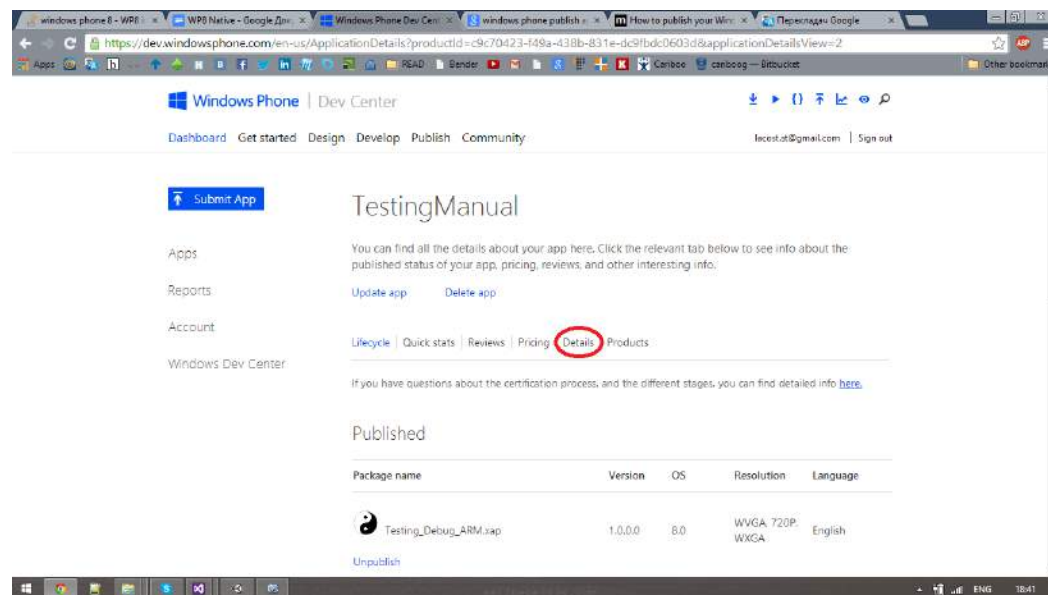 windows phone 8 - WP8
WP8 Native - Google Док
Windows Phone Dev Cent
windows phone publish
How to publish your Win
Перекладач Google
https://dev.windowsphone.com/en-us/ApplicationDetails?productId=c9c70423-f49a-438b-831e-dc9fbdc0603d&applicationDetailsView=2
Apps
READ
Bender
Cariboo
canboog — Bitbucket
Other bookmar
Windows Phone | Dev Center
Dashboard Get started Design Develop Publish Community
lecost.st@gmail.com | Sign out
Submit App
TestingManual
You can find all the details about your app here. Click the relevant tab below to see info about the
published status of your app, pricing, reviews, and other interesting info.
Apps
Reports
Account
Windows Dev Center
Update app Delete app
Lifecycle | Quick stats | Reviews | Pricing | Details | Products
If you have questions about the certification process, and the different stages, you can find detailed info here.
Published
Package name Version OS Resolution Language
Testing_Debug_ARM.xap 1.0.0.0 8.0 WVGA, 720P, English
WXGA
Unpublish
ENG 18:41